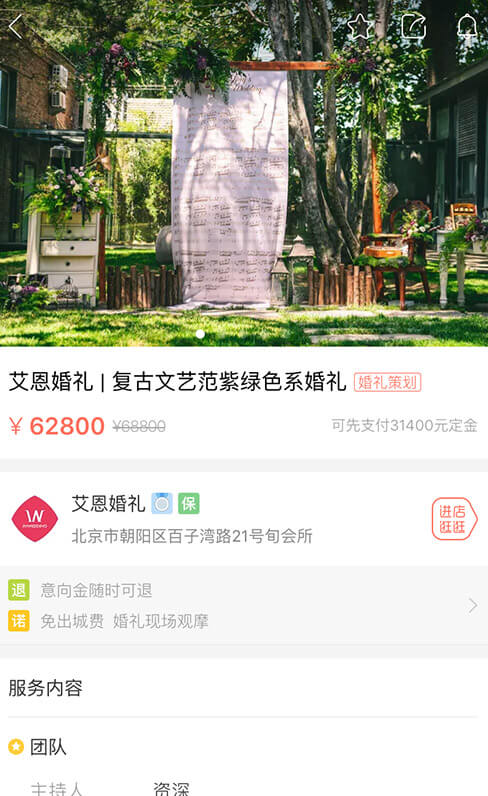 艾恩婚礼 | 复古文艺范紫绿色系婚礼 婚礼策划
¥ 62800 ¥68800 可先支付31400元定金
艾恩婚礼 保
北京市朝阳区百子湾路21号旬会所
进店
逛逛
退 意向金随时可退
诺 免出城费 婚礼现场观摩
服务内容
团队
主持人 资深